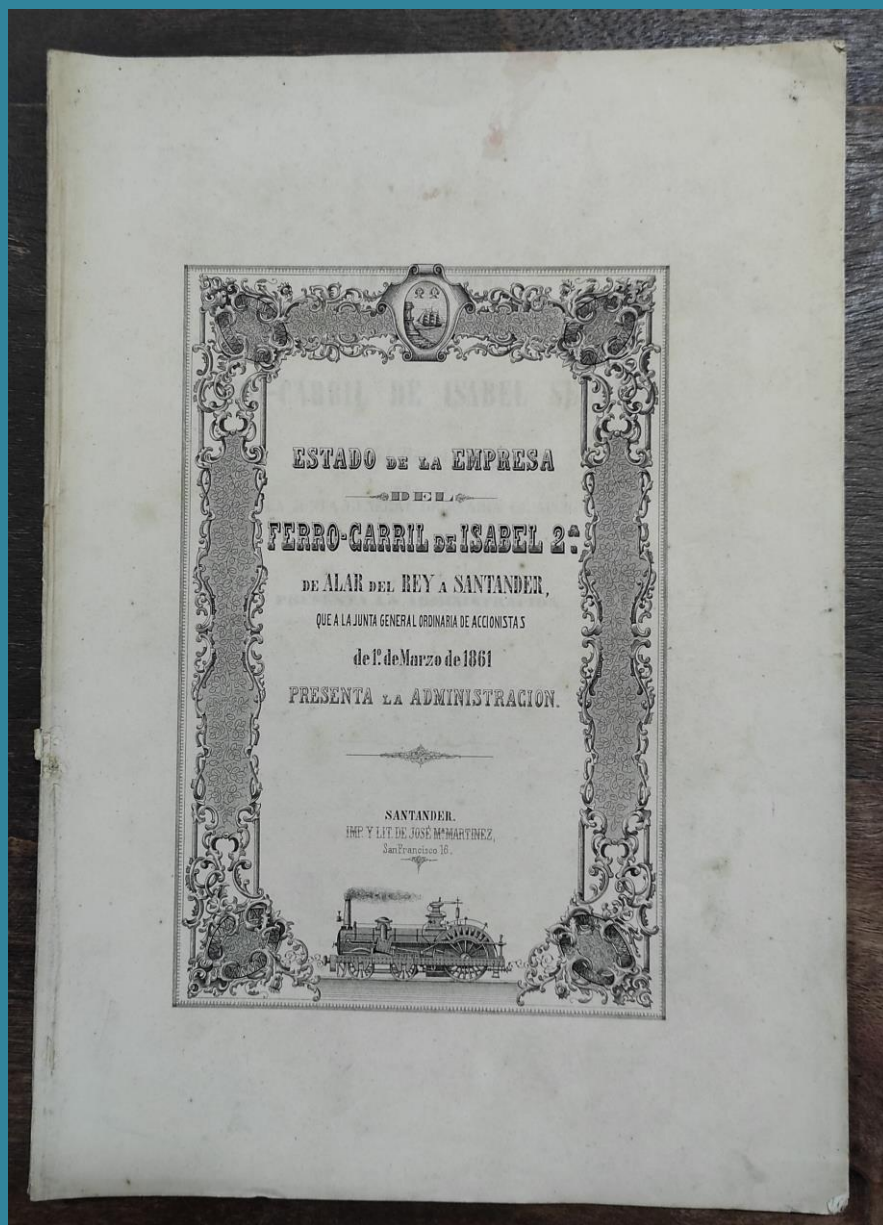 ESTADO DE LA EMPRESA
DEL
FERRO-CARRIL DE ISABEL 2ª
DE ALAR DEL REY A SANTANDER,
QUE A LA JUNTA GENERAL ORDINARIA DE ACCIONISTAS
de 1º de Marzo de 1861
PRESENTA LA ADMINISTRACION.
SANTANDER.
IMP. Y LIT. DE JOSÉ Mª MARTINEZ,
San Francisco 16.